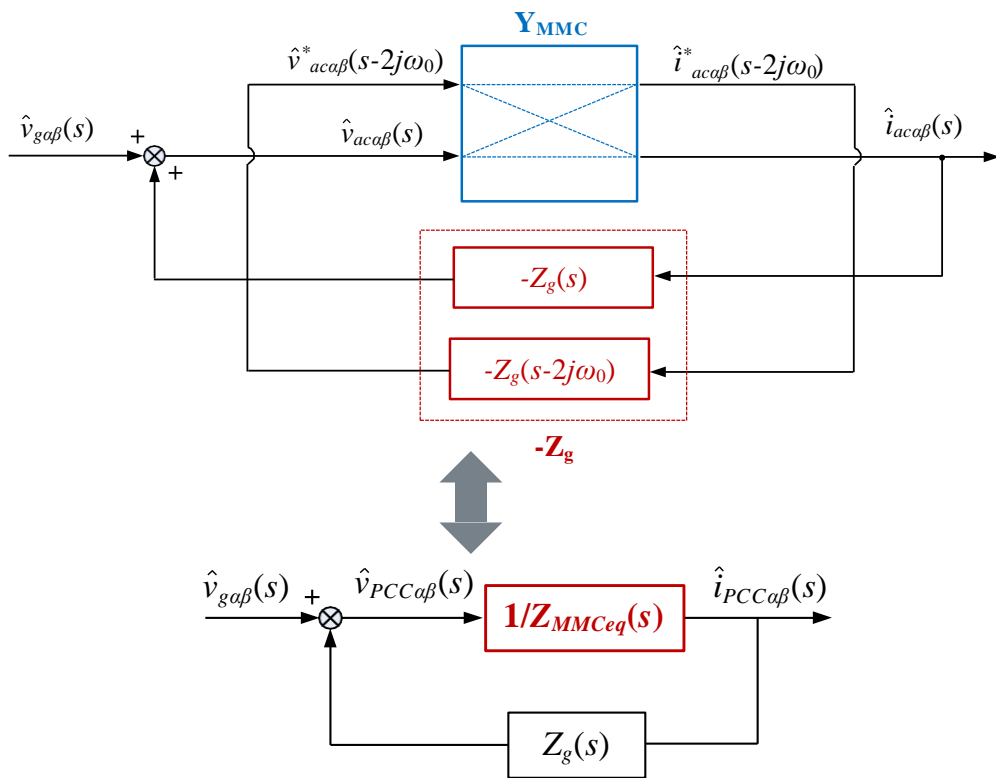 Y_MMC
v̂*_acαβ(s-2jω₀)
î*_acαβ(s-2jω₀)
v̂_gαβ(s)
+
+
v̂_acαβ(s)
î_acαβ(s)
-Z_g(s)
-Z_g(s-2jω₀)
-Z_g
v̂_gαβ(s)
+
v̂_PCCαβ(s)
1/Z_MMCeq(s)
î_PCCαβ(s)
Z_g(s)